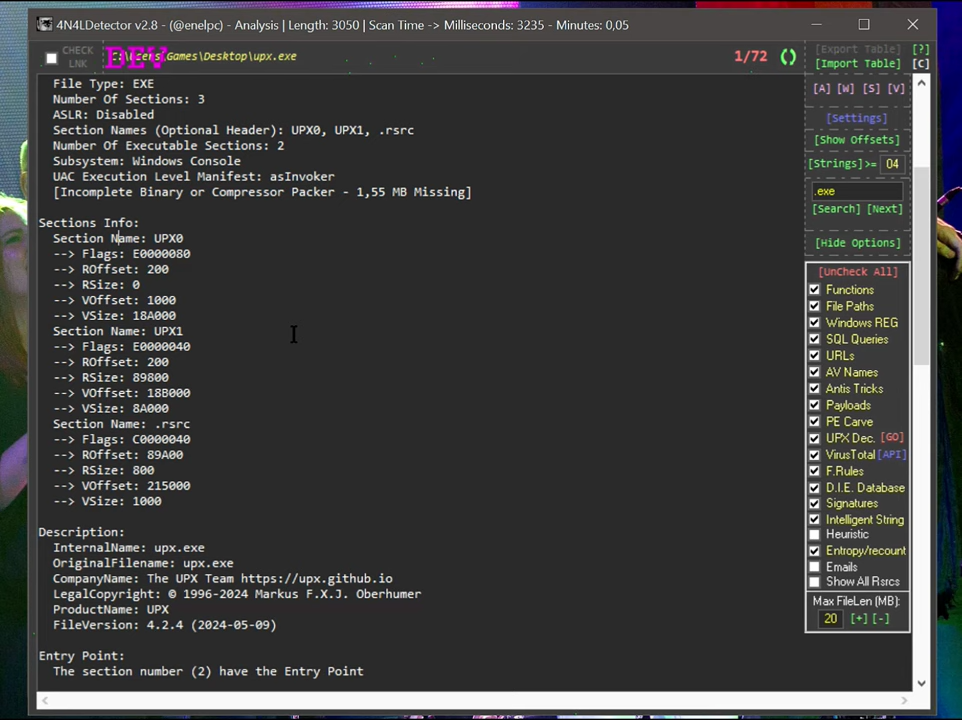 4N4LDetector v2.8 - (@enelpc) - Analysis | Length: 3050 | Scan Time -> Milliseconds: 3235 - Minutes: 0,05
CHECK
LNK
DEV
C:\Users\Games\Desktop\upx.exe
1/72
[Export Table] [?]
[Import Table] [C]
File Type: EXE
Number Of Sections: 3
ASLR: Disabled
Section Names (Optional Header): UPX0, UPX1, .rsrc
Number Of Executable Sections: 2
Subsystem: Windows Console
UAC Execution Level Manifest: asInvoker
[Incomplete Binary or Compressor Packer - 1,55 MB Missing]
Sections Info:
Section Name: UPX0
--> Flags: E0000080
--> ROffset: 200
--> RSize: 0
--> VOffset: 1000
--> VSize: 18A000
Section Name: UPX1
--> Flags: E0000040
--> ROffset: 200
--> RSize: 89800
--> VOffset: 18B000
--> VSize: 8A000
Section Name: .rsrc
--> Flags: C0000040
--> ROffset: 89A00
--> RSize: 800
--> VOffset: 215000
--> VSize: 1000
Description:
InternalName: upx.exe
OriginalFilename: upx.exe
CompanyName: The UPX Team https://upx.github.io
LegalCopyright: © 1996-2024 Markus F.X.J. Oberhumer
ProductName: UPX
FileVersion: 4.2.4 (2024-05-09)
Entry Point:
The section number (2) have the Entry Point
[A] [W] [S] [V]
[Settings]
[Show Offsets]
[Strings]>= 04
.exe
[Search] [Next]
[Hide Options]
[UnCheck All]
Functions
File Paths
Windows REG
SQL Queries
URLs
AV Names
Antis Tricks
Payloads
PE Carve
UPX Dec. [GO]
VirusTotal [API]
F.Rules
D.I.E. Database
Signatures
Intelligent String
Heuristic
Entropy/recount
Emails
Show All Rsrcs
Max FileLen (MB):
20 [+] [-]